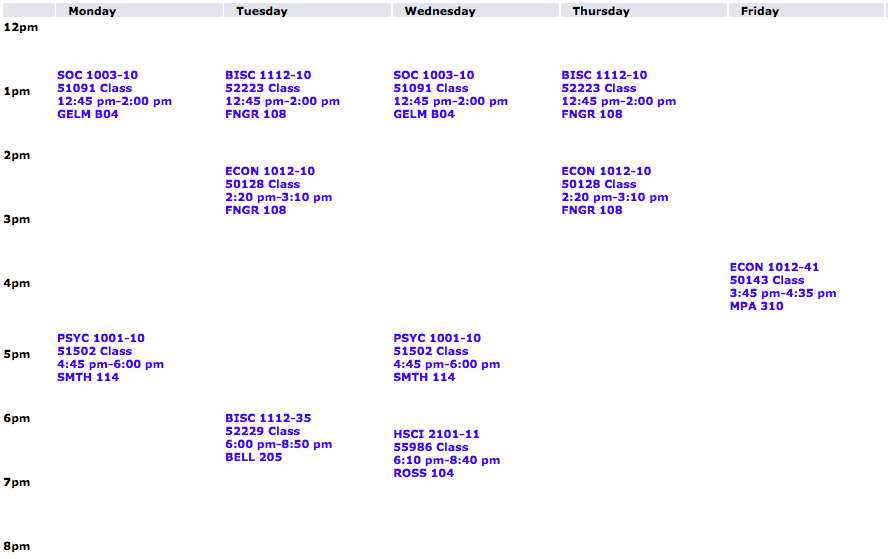 Monday Tuesday Wednesday Thursday Friday
12pm
SOC 1003-10 BISC 1112-10 SOC 1003-10 BISC 1112-10
51091 Class 52223 Class 51091 Class 52223 Class
1pm 12:45 pm-2:00 pm 12:45 pm-2:00 pm 12:45 pm-2:00 pm 12:45 pm-2:00 pm
GELM B04 FNGR 108 GELM B04 FNGR 108
2pm
ECON 1012-10 ECON 1012-10
50128 Class 50128 Class
2:20 pm-3:10 pm 2:20 pm-3:10 pm
FNGR 108 FNGR 108
3pm
ECON 1012-41
4pm 50143 Class
3:45 pm-4:35 pm
MPA 310
PSYC 1001-10 PSYC 1001-10
5pm 51502 Class 51502 Class
4:45 pm-6:00 pm 4:45 pm-6:00 pm
SMTH 114 SMTH 114
6pm BISC 1112-35
52229 Class HSCI 2101-11
6:00 pm-8:50 pm 55986 Class
BELL 205 6:10 pm-8:40 pm
ROSS 104
7pm
8pm